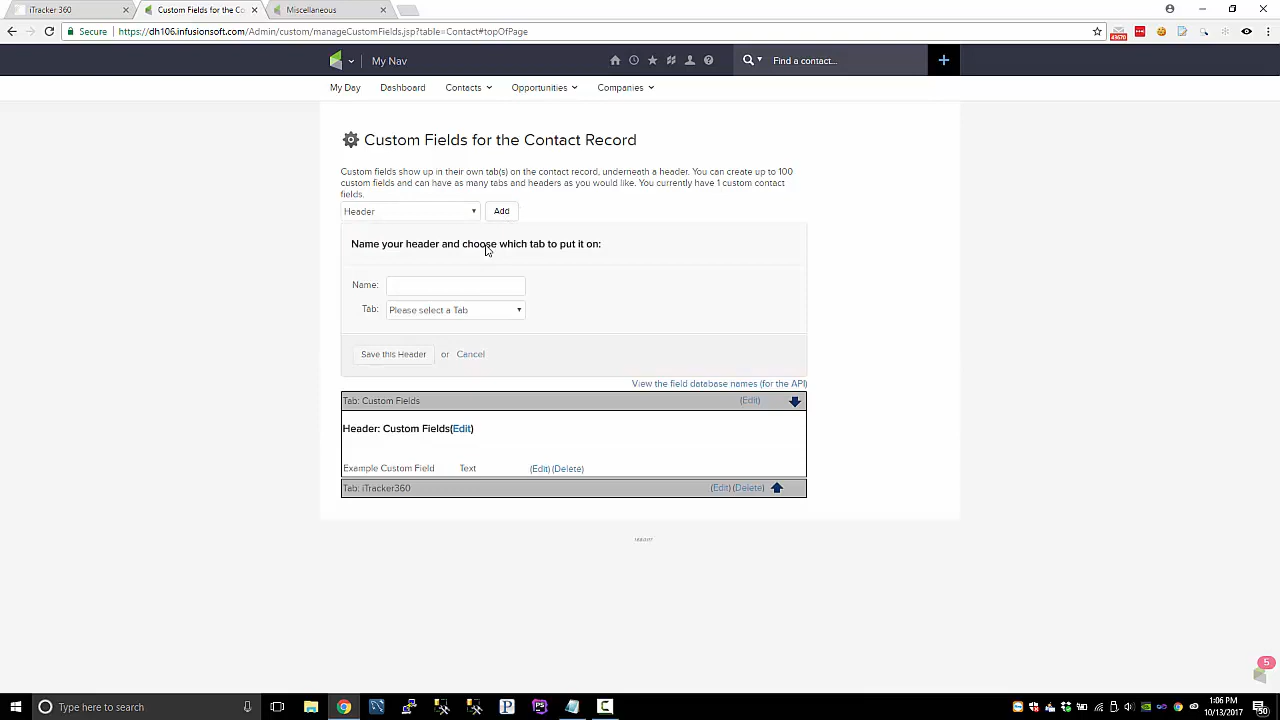 iTracker 360
Custom Fields for the Co
Miscellaneous
Secure
https://dh106.infusionsoft.com/Admin/custom/manageCustomFields.jsp?table=Contact#topOfPage
43670
My Nav
Find a contact...
My Day
Dashboard
Contacts
Opportunities
Companies
Custom Fields for the Contact Record
Custom fields show up in their own tab(s) on the contact record, underneath a header. You can create up to 100
custom fields and can have as many tabs and headers as you would like. You currently have 1 custom contact
fields.
Header
Add
Name your header and choose which tab to put it on:
Name:
Tab:
Please select a Tab
Save this Header
or
Cancel
View the field database names (for the API)
Tab: Custom Fields
(Edit)
Header: Custom Fields(Edit)
Example Custom Field
Text
(Edit) (Delete)
Tab: iTracker360
(Edit) (Delete)
5
Type here to search
1:06 PM
10/13/2017